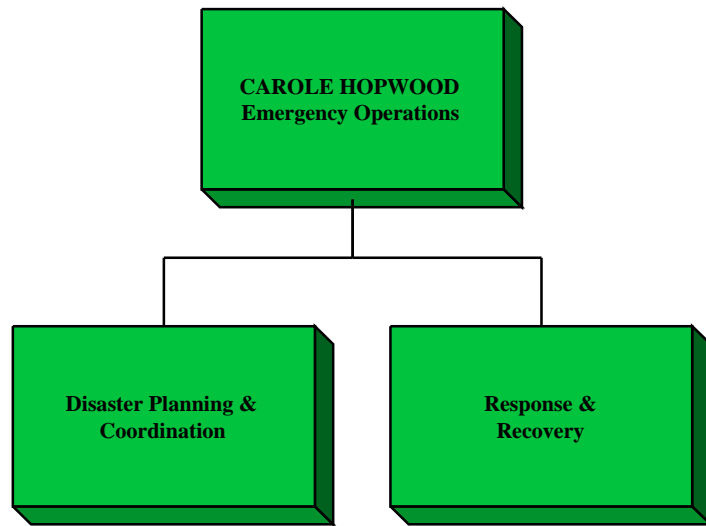 CAROLE HOPWOOD
Emergency Operations
Disaster Planning &
Coordination
Response &
Recovery